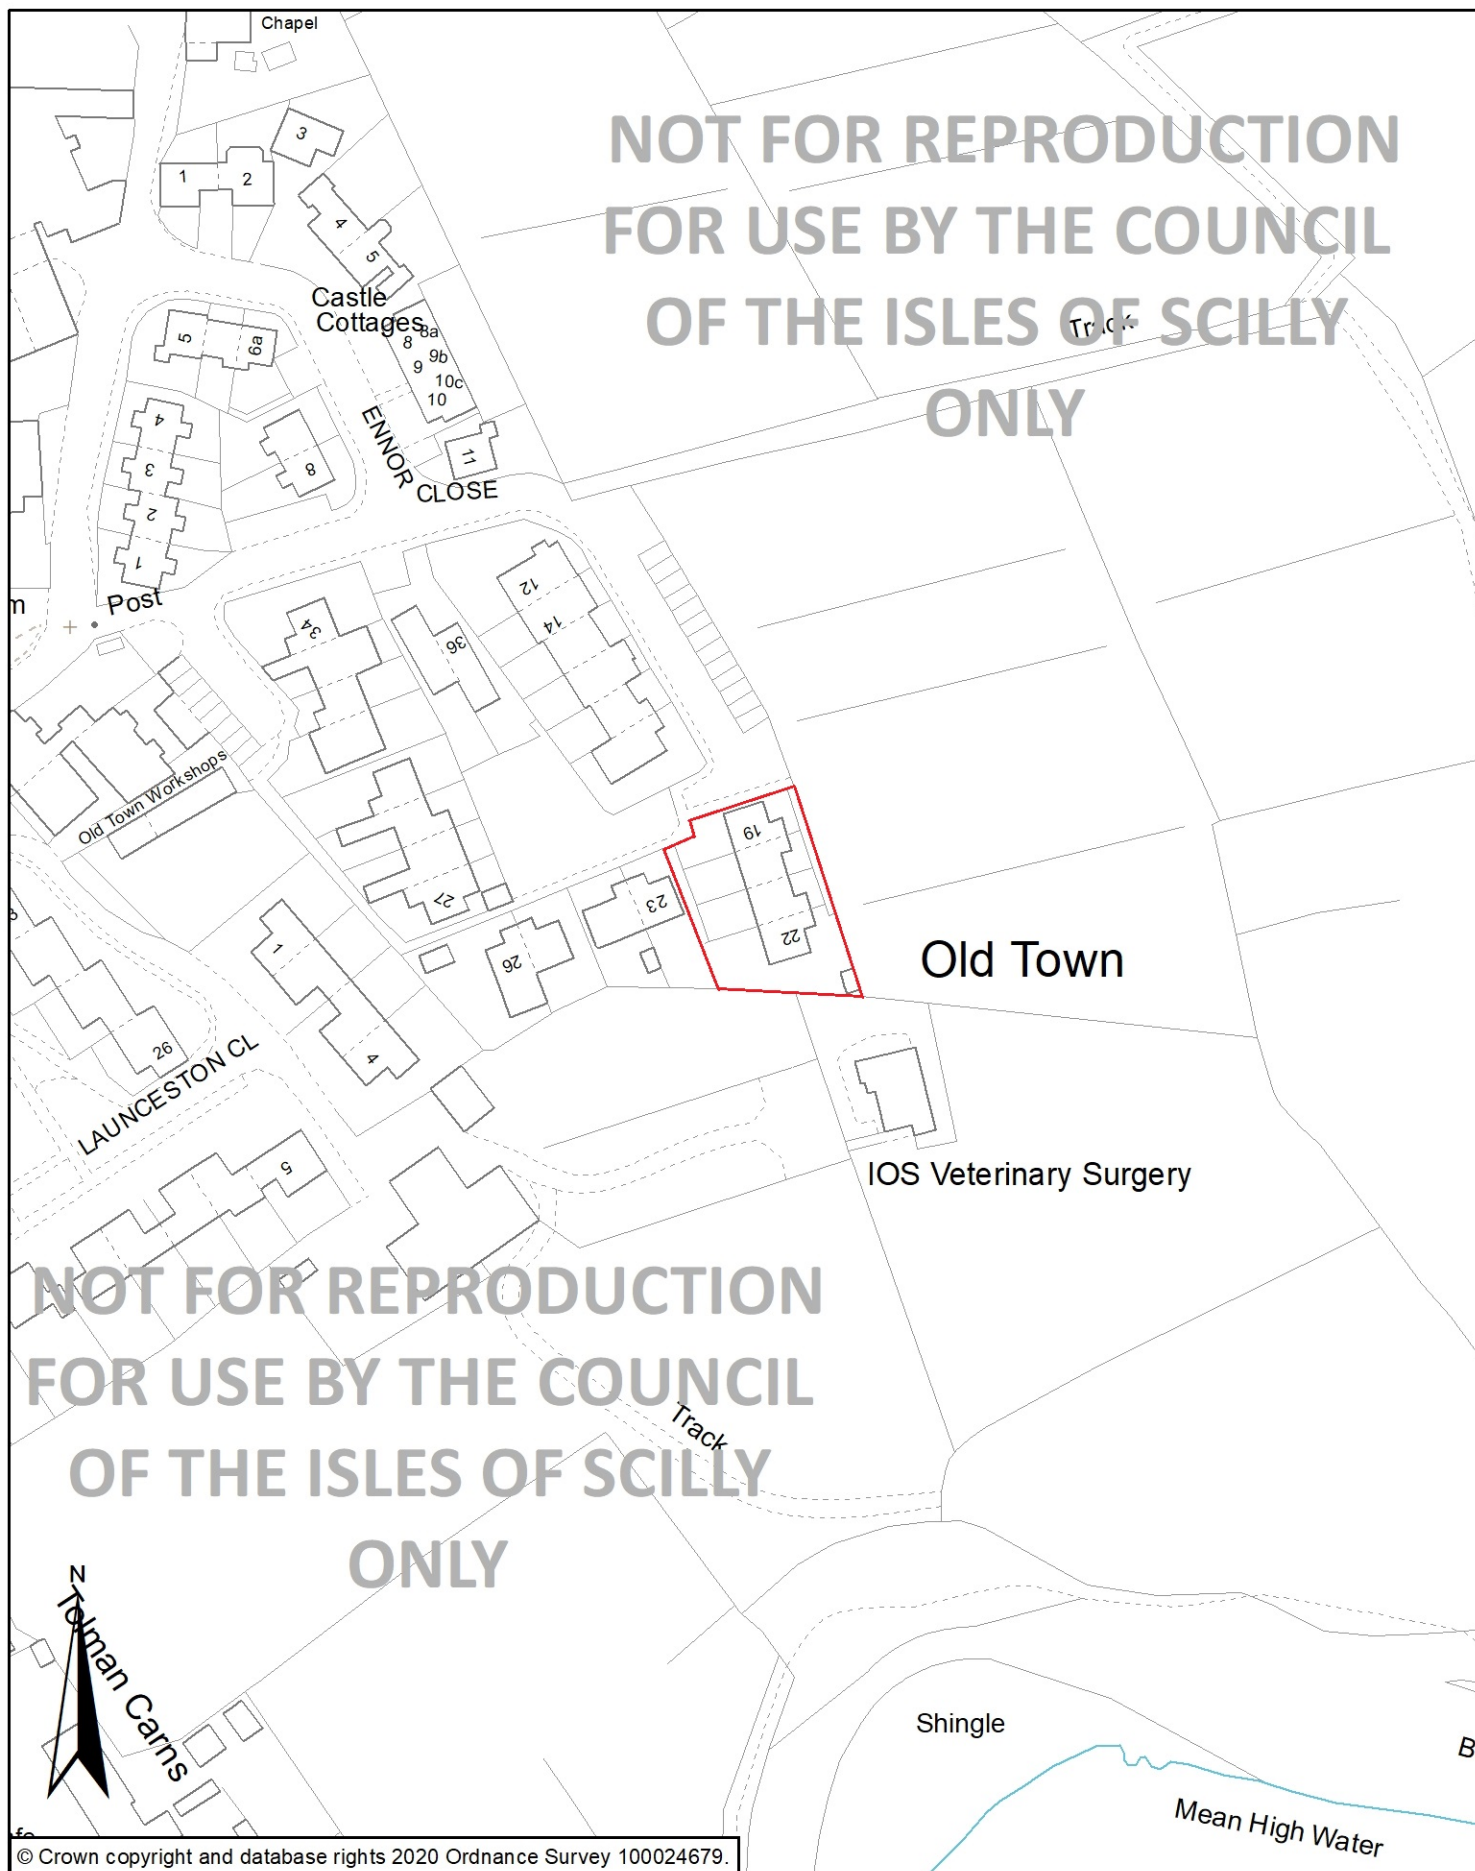 Chapel
3
1
2
4
5
NOT FOR REPRODUCTION
FOR USE BY THE COUNCIL
OF THE ISLES OF SCILLY
ONLY
Castle
Cottages
8a
8
9b
9
10c
10
5
6a
Track
4
3
2
1
8
11
ENNOR
CLOSE
Post
12
14
34
36
Old Town Workshops
19
27
23
22
26
1
4
Old Town
26
LAUNCESTON CL
5
IOS Veterinary Surgery
NOT FOR REPRODUCTION
FOR USE BY THE COUNCIL
OF THE ISLES OF SCILLY
ONLY
Track
N
Tolman Carns
Shingle
B
Mean High Water
© Crown copyright and database rights 2020 Ordnance Survey 100024679.